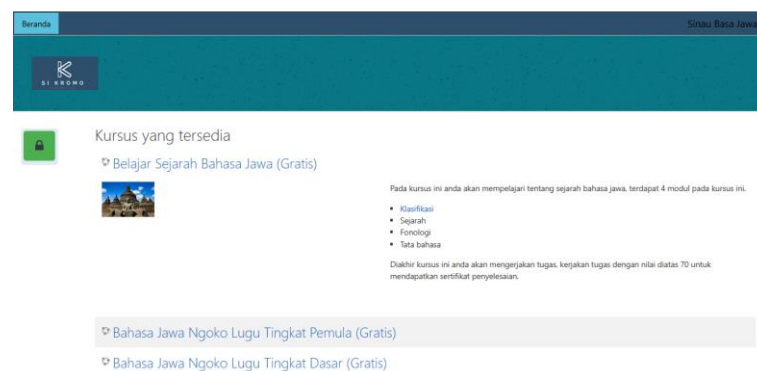 Beranda
Sinau Basa Jawa
K
SI KROMO
Kursus yang tersedia
Belajar Sejarah Bahasa Jawa (Gratis)
Pada kursus ini anda akan mempelajari tentang sejarah bahasa jawa, terdapat 4 modul pada kursus ini.
Klasifikasi
Sejarah
Fonologi
Tata bahasa
Diakhir kursus ini anda akan mengerjakan tugas. kerjakan tugas dengan nilai diatas 70 untuk
mendapatkan sertifikat penyelesaian.
Bahasa Jawa Ngoko Lugu Tingkat Pemula (Gratis)
Bahasa Jawa Ngoko Lugu Tingkat Dasar (Gratis)